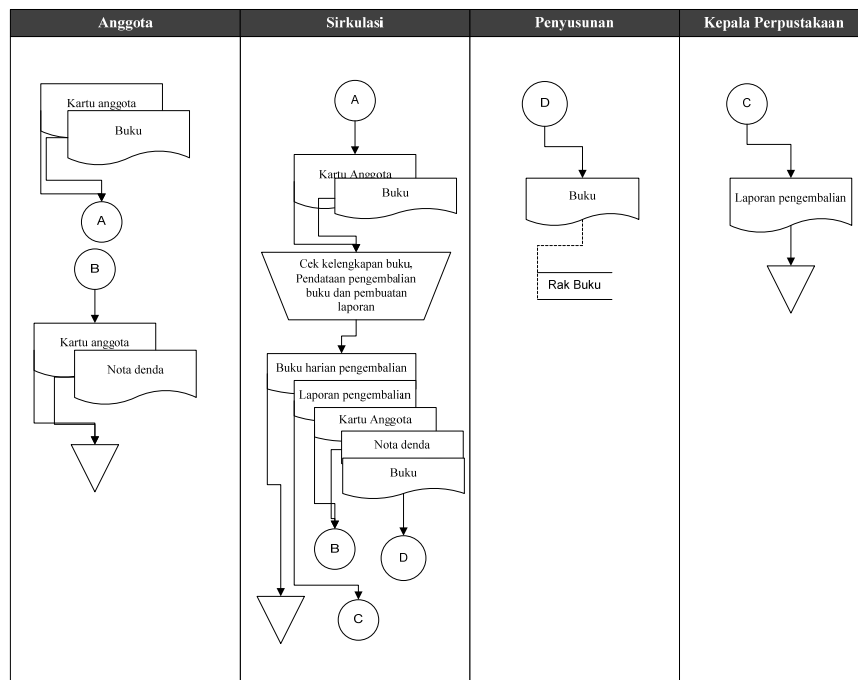 Anggota
Sirkulasi
Penyusunan
Kepala Perpustakaan
Kartu anggota
Buku
A
B
Kartu anggota
Nota denda
A
Kartu Anggota
Buku
Cek kelengkapan buku,
Pendataan pengembalian
buku dan pembuatan
laporan
Buku harian pengembalian
Laporan pengembalian
Kartu Anggota
Nota denda
Buku
B
D
C
D
Buku
Rak Buku
C
Laporan pengembalian